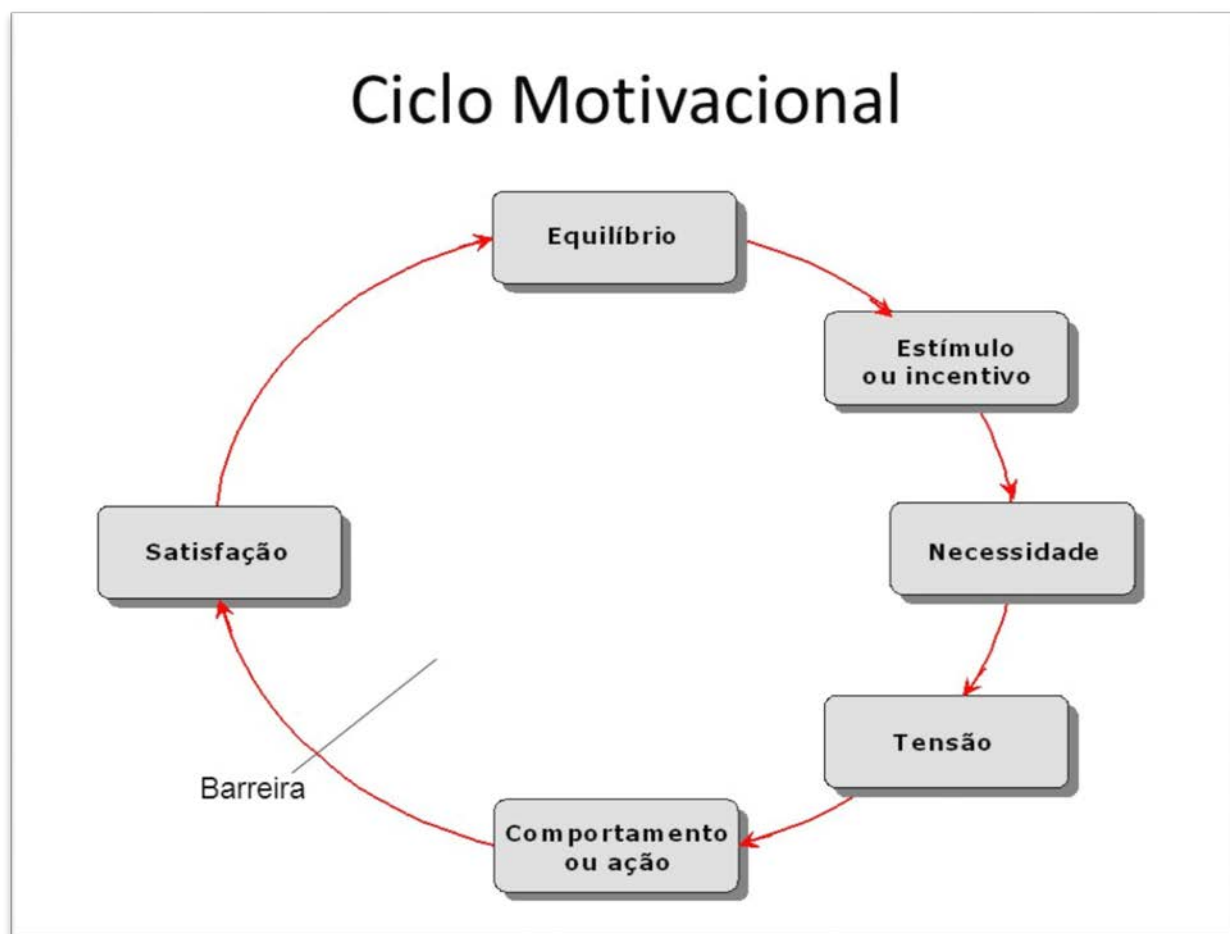 Ciclo Motivacional
Equilíbrio
Estímulo
ou incentivo
Necessidade
Tensão
Comportamento
ou ação
Barreira
Satisfação